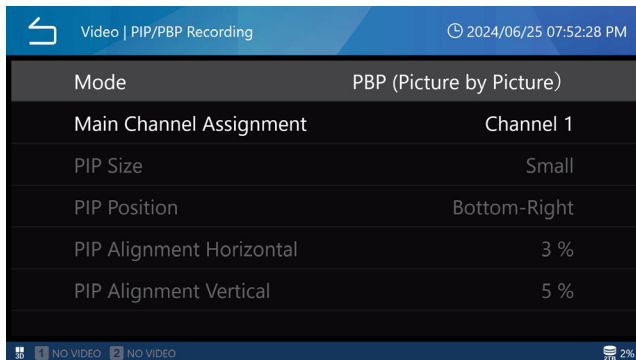 Video | PIP/PBP Recording 2024/06/25 07:52:28 PM
Mode PBP (Picture by Picture）
Main Channel Assignment Channel 1
PIP Size Small
PIP Position Bottom-Right
PIP Alignment Horizontal 3 %
PIP Alignment Vertical 5 %
3D 1 NO VIDEO 2 NO VIDEO 2TB 2%